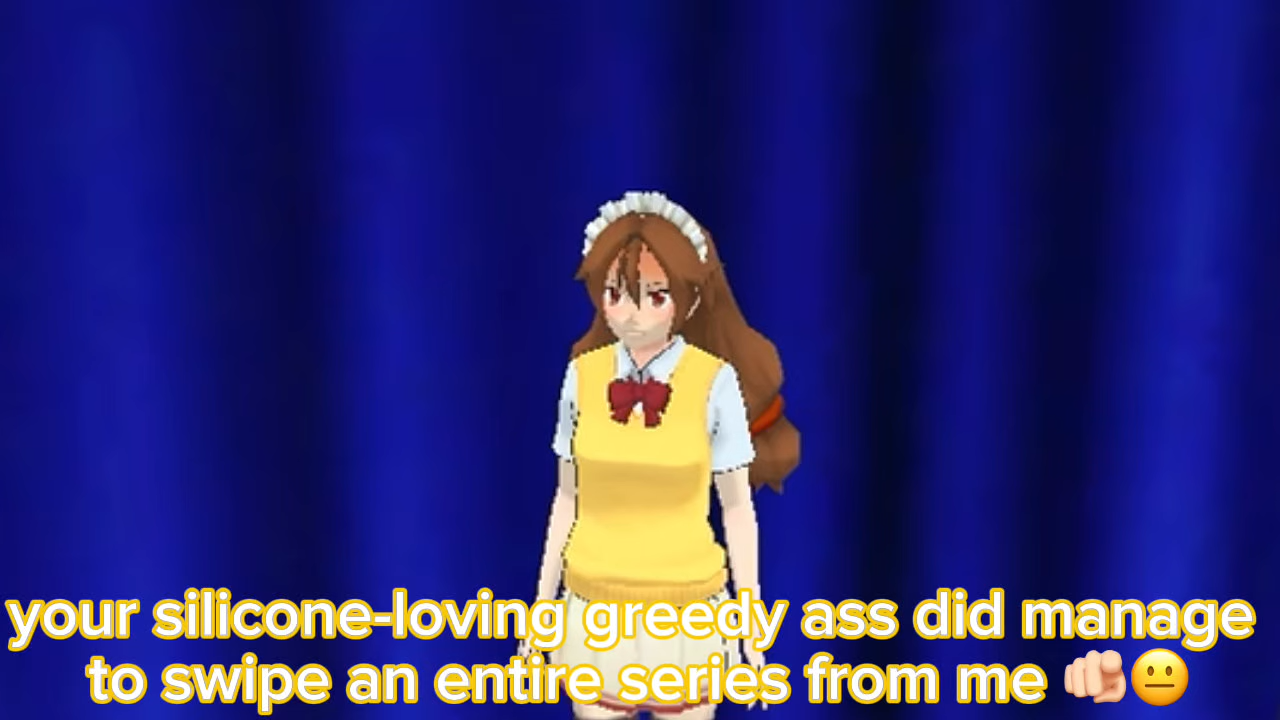 your silicone-loving greedy ass did manage
to swipe an entire series from me 🫵🏻😐